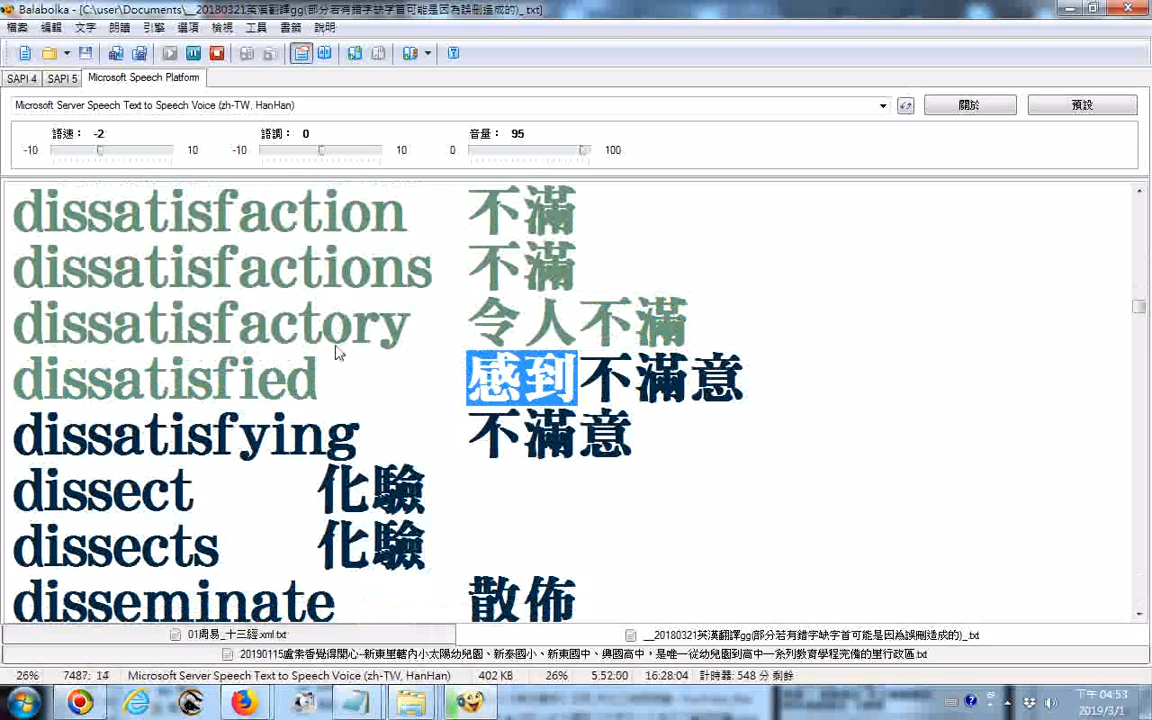 Balabolka - [C:\user\Documents\__20180321英漢翻譯gg(部分若有錯字缺字首可能是因為誤刪造成的)_.txt]
檔案 編輯 文字 朗讀 引擎 選項 檢視 工具 書籤 說明
SAPI 4 SAPI 5 Microsoft Speech Platform
Microsoft Server Speech Text to Speech Voice (zh-TW, HanHan) 關於 預設
語速： -2 語調： 0 音量： 95
-10 10 -10 10 0 100
dissatisfaction 不滿
dissatisfactions 不滿
dissatisfactory 令人不滿
dissatisfied 感到不滿意
dissatisfying 不滿意
dissect 化驗
dissects 化驗
disseminate 散佈
01周易_十三經.xml.txt __20180321英漢翻譯gg(部分若有錯字缺字首可能是因為誤刪造成的)_.txt
20190115盧素香覺得開心-新東里轄內小太陽幼兒園、新泰國小、新東國中、興國高中，是唯一從幼兒園到高中一系列教育學程完備的里行政區.txt
26% 7487: 14 Microsoft Server Speech Text to Speech Voice (zh-TW, HanHan) 402 KB 26% 5:52:00 16:28:04 計時器: 548 分 剩餘
下午 04:53
2019/3/1